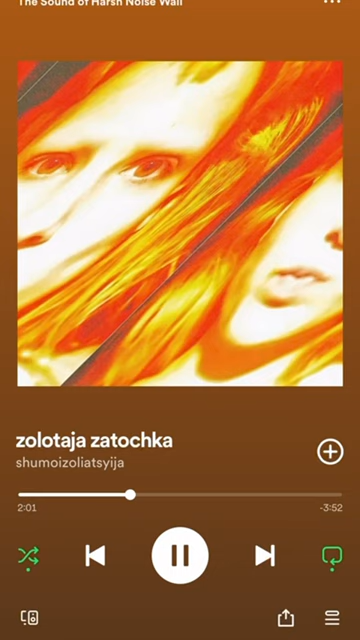 The Sound of Harsh Noise Wall
zolotaja zatochka
shumoizoliatsyija
2:01
-3:52